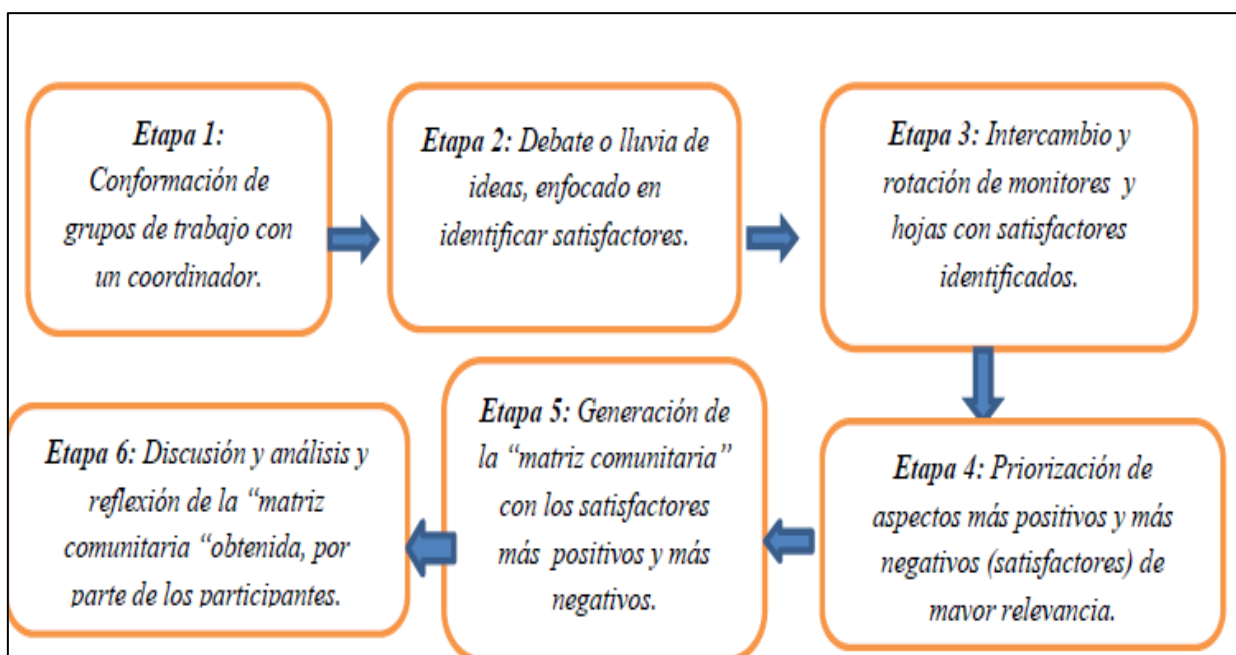 Etapa 1:
Conformación de
grupos de trabajo con
un coordinador.
Etapa 2: Debate o lluvia de
ideas, enfocado en
identificar satisfactores.
Etapa 3: Intercambio y
rotación de monitores y
hojas con satisfactores
identificados.
Etapa 4: Priorización de
aspectos más positivos y más
negativos (satisfactores) de
mayor relevancia.
Etapa 5: Generación de
la “matriz comunitaria”
con los satisfactores
más positivos y más
negativos.
Etapa 6: Discusión y análisis y
reflexión de la “matriz
comunitaria “obtenida, por
parte de los participantes.